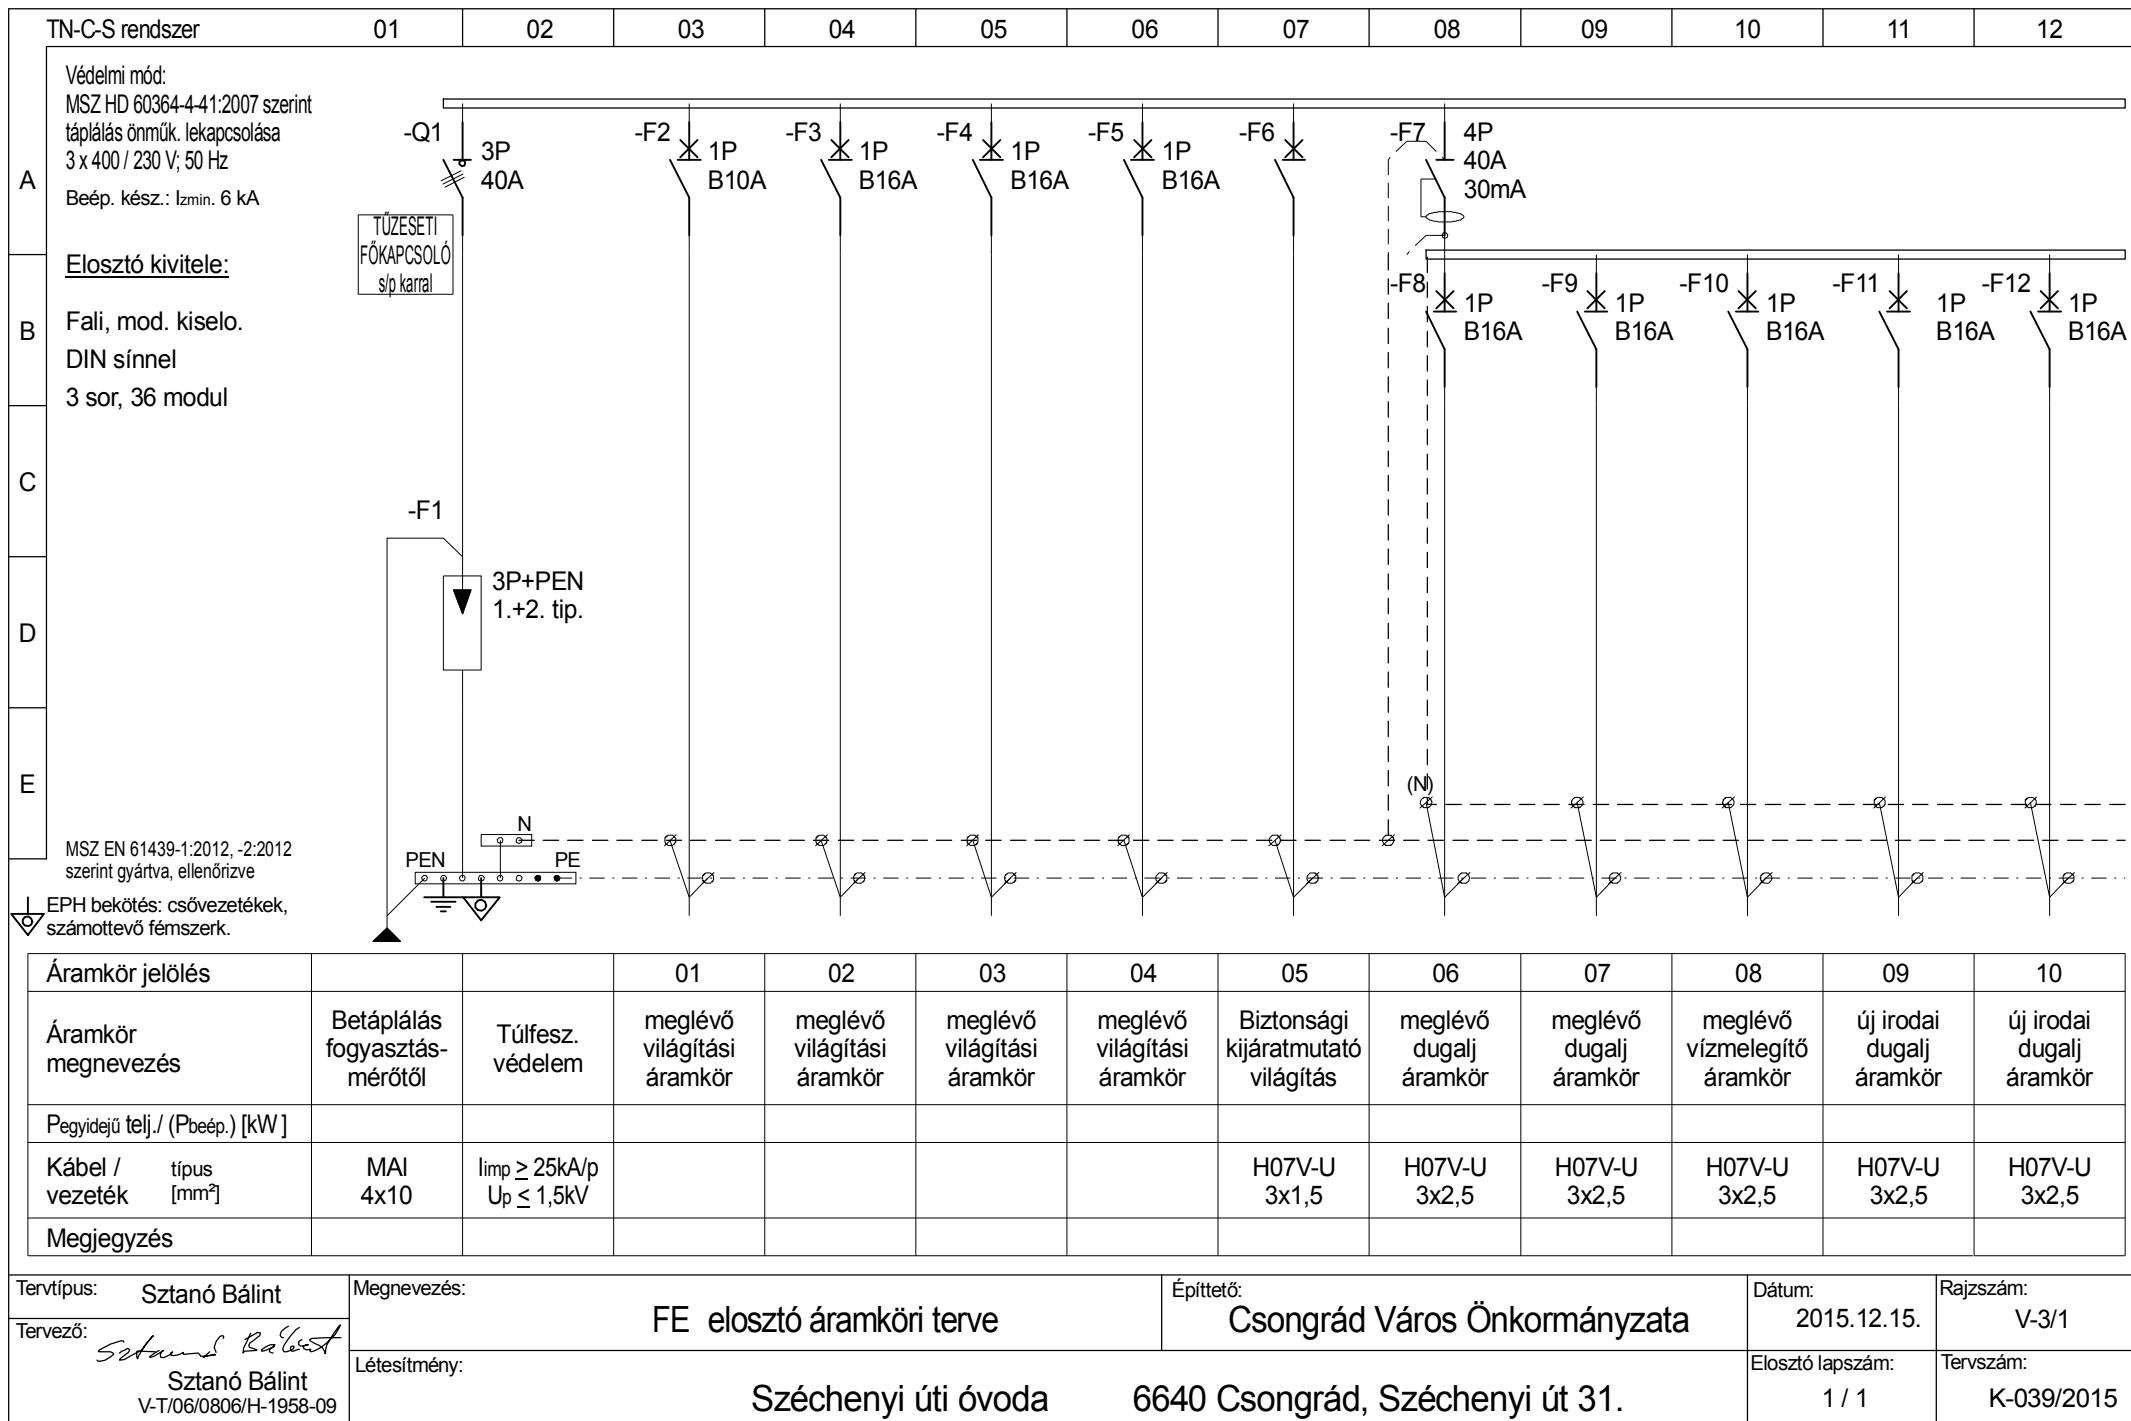 TN-C-S rendszer 01 02 03 04 05 06 07 08 09 10 11 12
Védelmi mód:
MSZ HD 60364-4-41:2007 szerint
táplálás önműk. lekapcsolása
3 x 400 / 230 V; 50 Hz
Beép. kész.: Izmin. 6 kA
Elosztó kivitele:
Fali, mod. kiselo.
DIN sínnel
3 sor, 36 modul
A
B
C
D
E
-Q1
3P
40A
TŰZESETI
FŐKAPCSOLÓ
s/p karral
-F2
1P
B10A
-F3
1P
B16A
-F4
1P
B16A
-F5
1P
B16A
-F6
-F7
4P
40A
30mA
-F8
1P
B16A
-F9
1P
B16A
-F10
1P
B16A
-F11
1P
B16A
-F12
1P
B16A
-F1
3P+PEN
1.+2. tip.
(N)
N
PEN
PE
MSZ EN 61439-1:2012, -2:2012
szerint gyártva, ellenőrizve
EPH bekötés: csővezetékek,
számottevő fémszerk.
Áramkör jelölés 01 02 03 04 05 06 07 08 09 10
Áramkör
megnevezés
Betáplálás
fogyasztás-
mérőtől
Túlfesz.
védelem
meglévő
világítási
áramkör
meglévő
világítási
áramkör
meglévő
világítási
áramkör
meglévő
világítási
áramkör
Biztonsági
kijáratmutató
világítás
meglévő
dugalj
áramkör
meglévő
dugalj
áramkör
meglévő
vízmelegítő
áramkör
új irodai
dugalj
áramkör
új irodai
dugalj
áramkör
Pegyidejű telj./ (Pbeép.) [kW]
Kábel / típus
vezeték [mm²]
MAI
4x10
Iimp ≥ 25kA/p
Up ≤ 1,5kV
H07V-U
3x1,5
H07V-U
3x2,5
H07V-U
3x2,5
H07V-U
3x2,5
H07V-U
3x2,5
H07V-U
3x2,5
Megjegyzés
Tervtípus: Sztanó Bálint
Tervező:
Sztanó Bálint
Sztanó Bálint
V-T/06/0806/H-1958-09
Megnevezés:
FE elosztó áramköri terve
Építtető:
Csongrád Város Önkormányzata
Dátum:
2015.12.15.
Rajzszám:
V-3/1
Létesítmény:
Széchenyi úti óvoda 6640 Csongrád, Széchenyi út 31.
Elosztó lapszám:
1 / 1
Tervszám:
K-039/2015